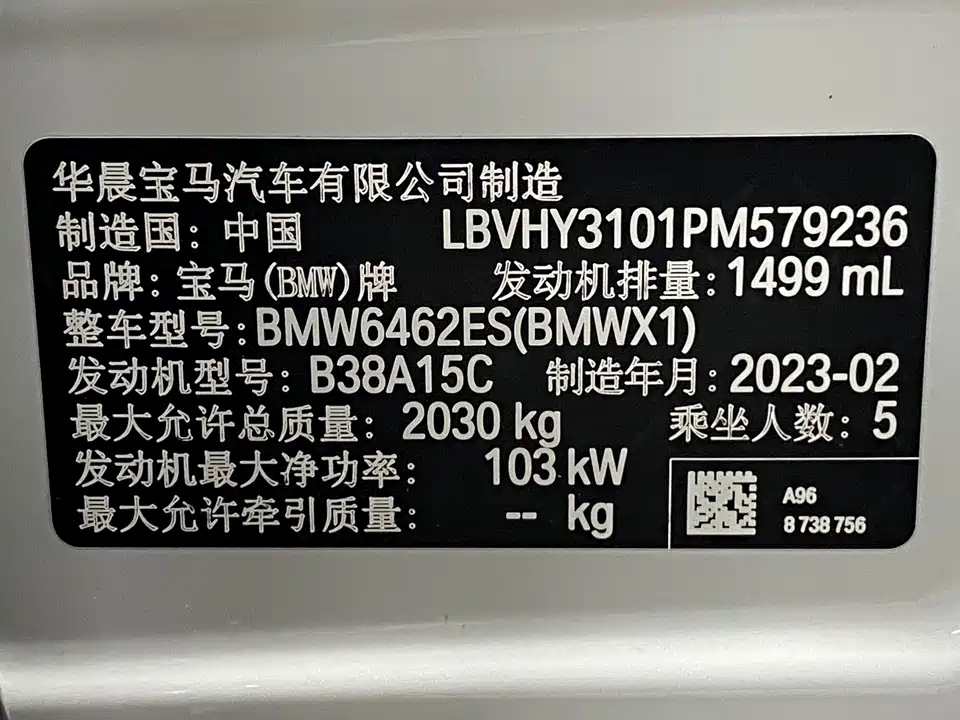 华晨宝马汽车有限公司制造
制造国：中国 LBVHY3101PM579236
品牌：宝马(BMW)牌 发动机排量：1499 mL
整车型号：BMW6462ES(BMWX1)
发动机型号：B38A15C 制造年月：2023-02
最大允许总质量：2030 kg 乘坐人数：5
发动机最大净功率：103 kW
最大允许牵引质量：-- kg
A96
8 738 756